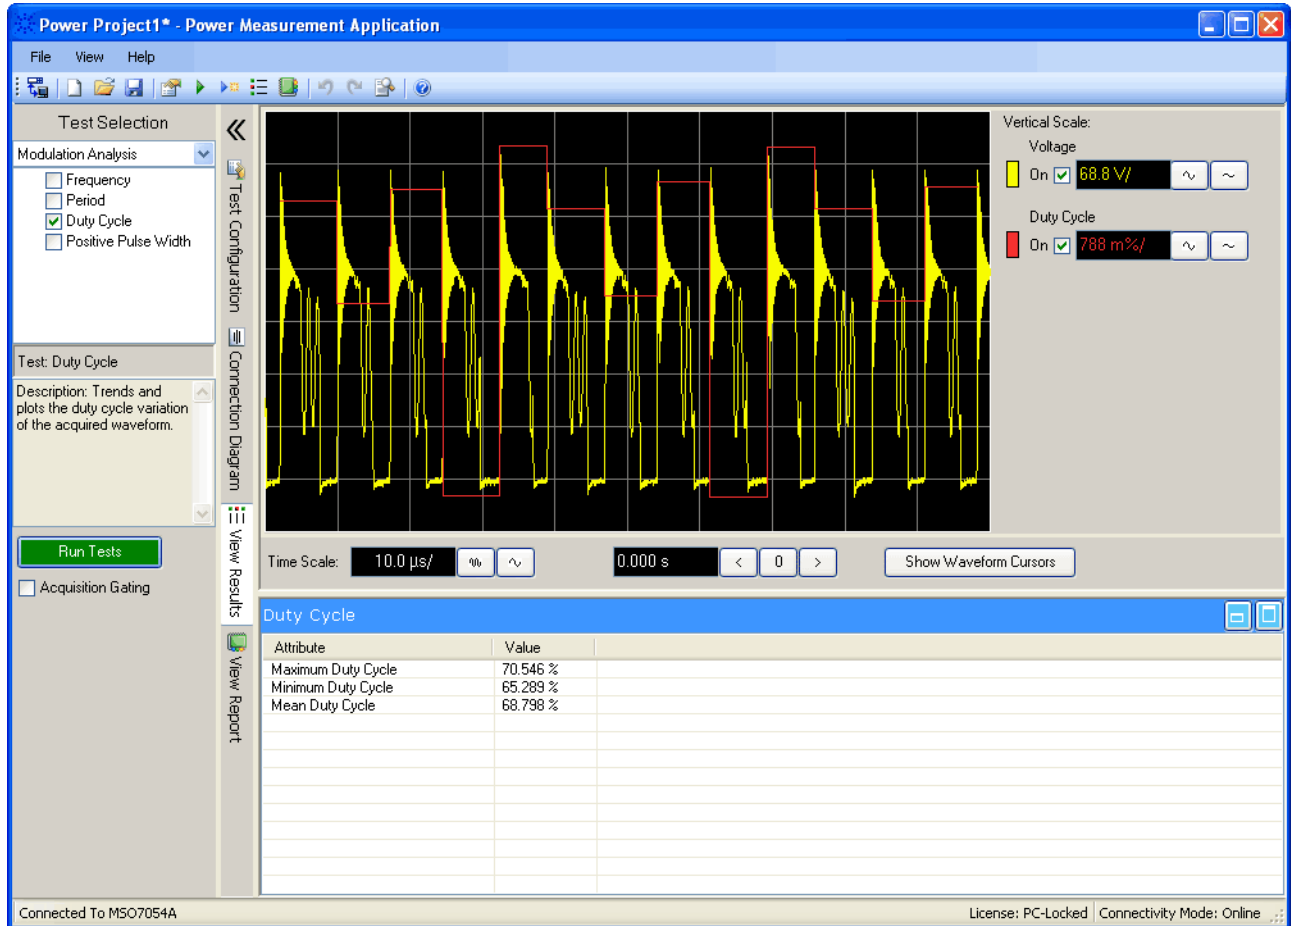 Power Project1* - Power Measurement Application
File View Help
Test Selection
Modulation Analysis
Frequency
Period
Duty Cycle
Positive Pulse Width
Test: Duty Cycle
Description: Trends and
plots the duty cycle variation
of the acquired waveform.
Run Tests
Acquisition Gating
Test Configuration
Connection Diagram
View Results
View Report
Vertical Scale:
Voltage
On 68.8 V/
Duty Cycle
On 788 m%/
Time Scale: 10.0 µs/ 0.000 s < 0 > Show Waveform Cursors
Duty Cycle
Attribute Value
Maximum Duty Cycle 70.546 %
Minimum Duty Cycle 65.289 %
Mean Duty Cycle 68.798 %
Connected To MSO7054A License: PC-Locked Connectivity Mode: Online